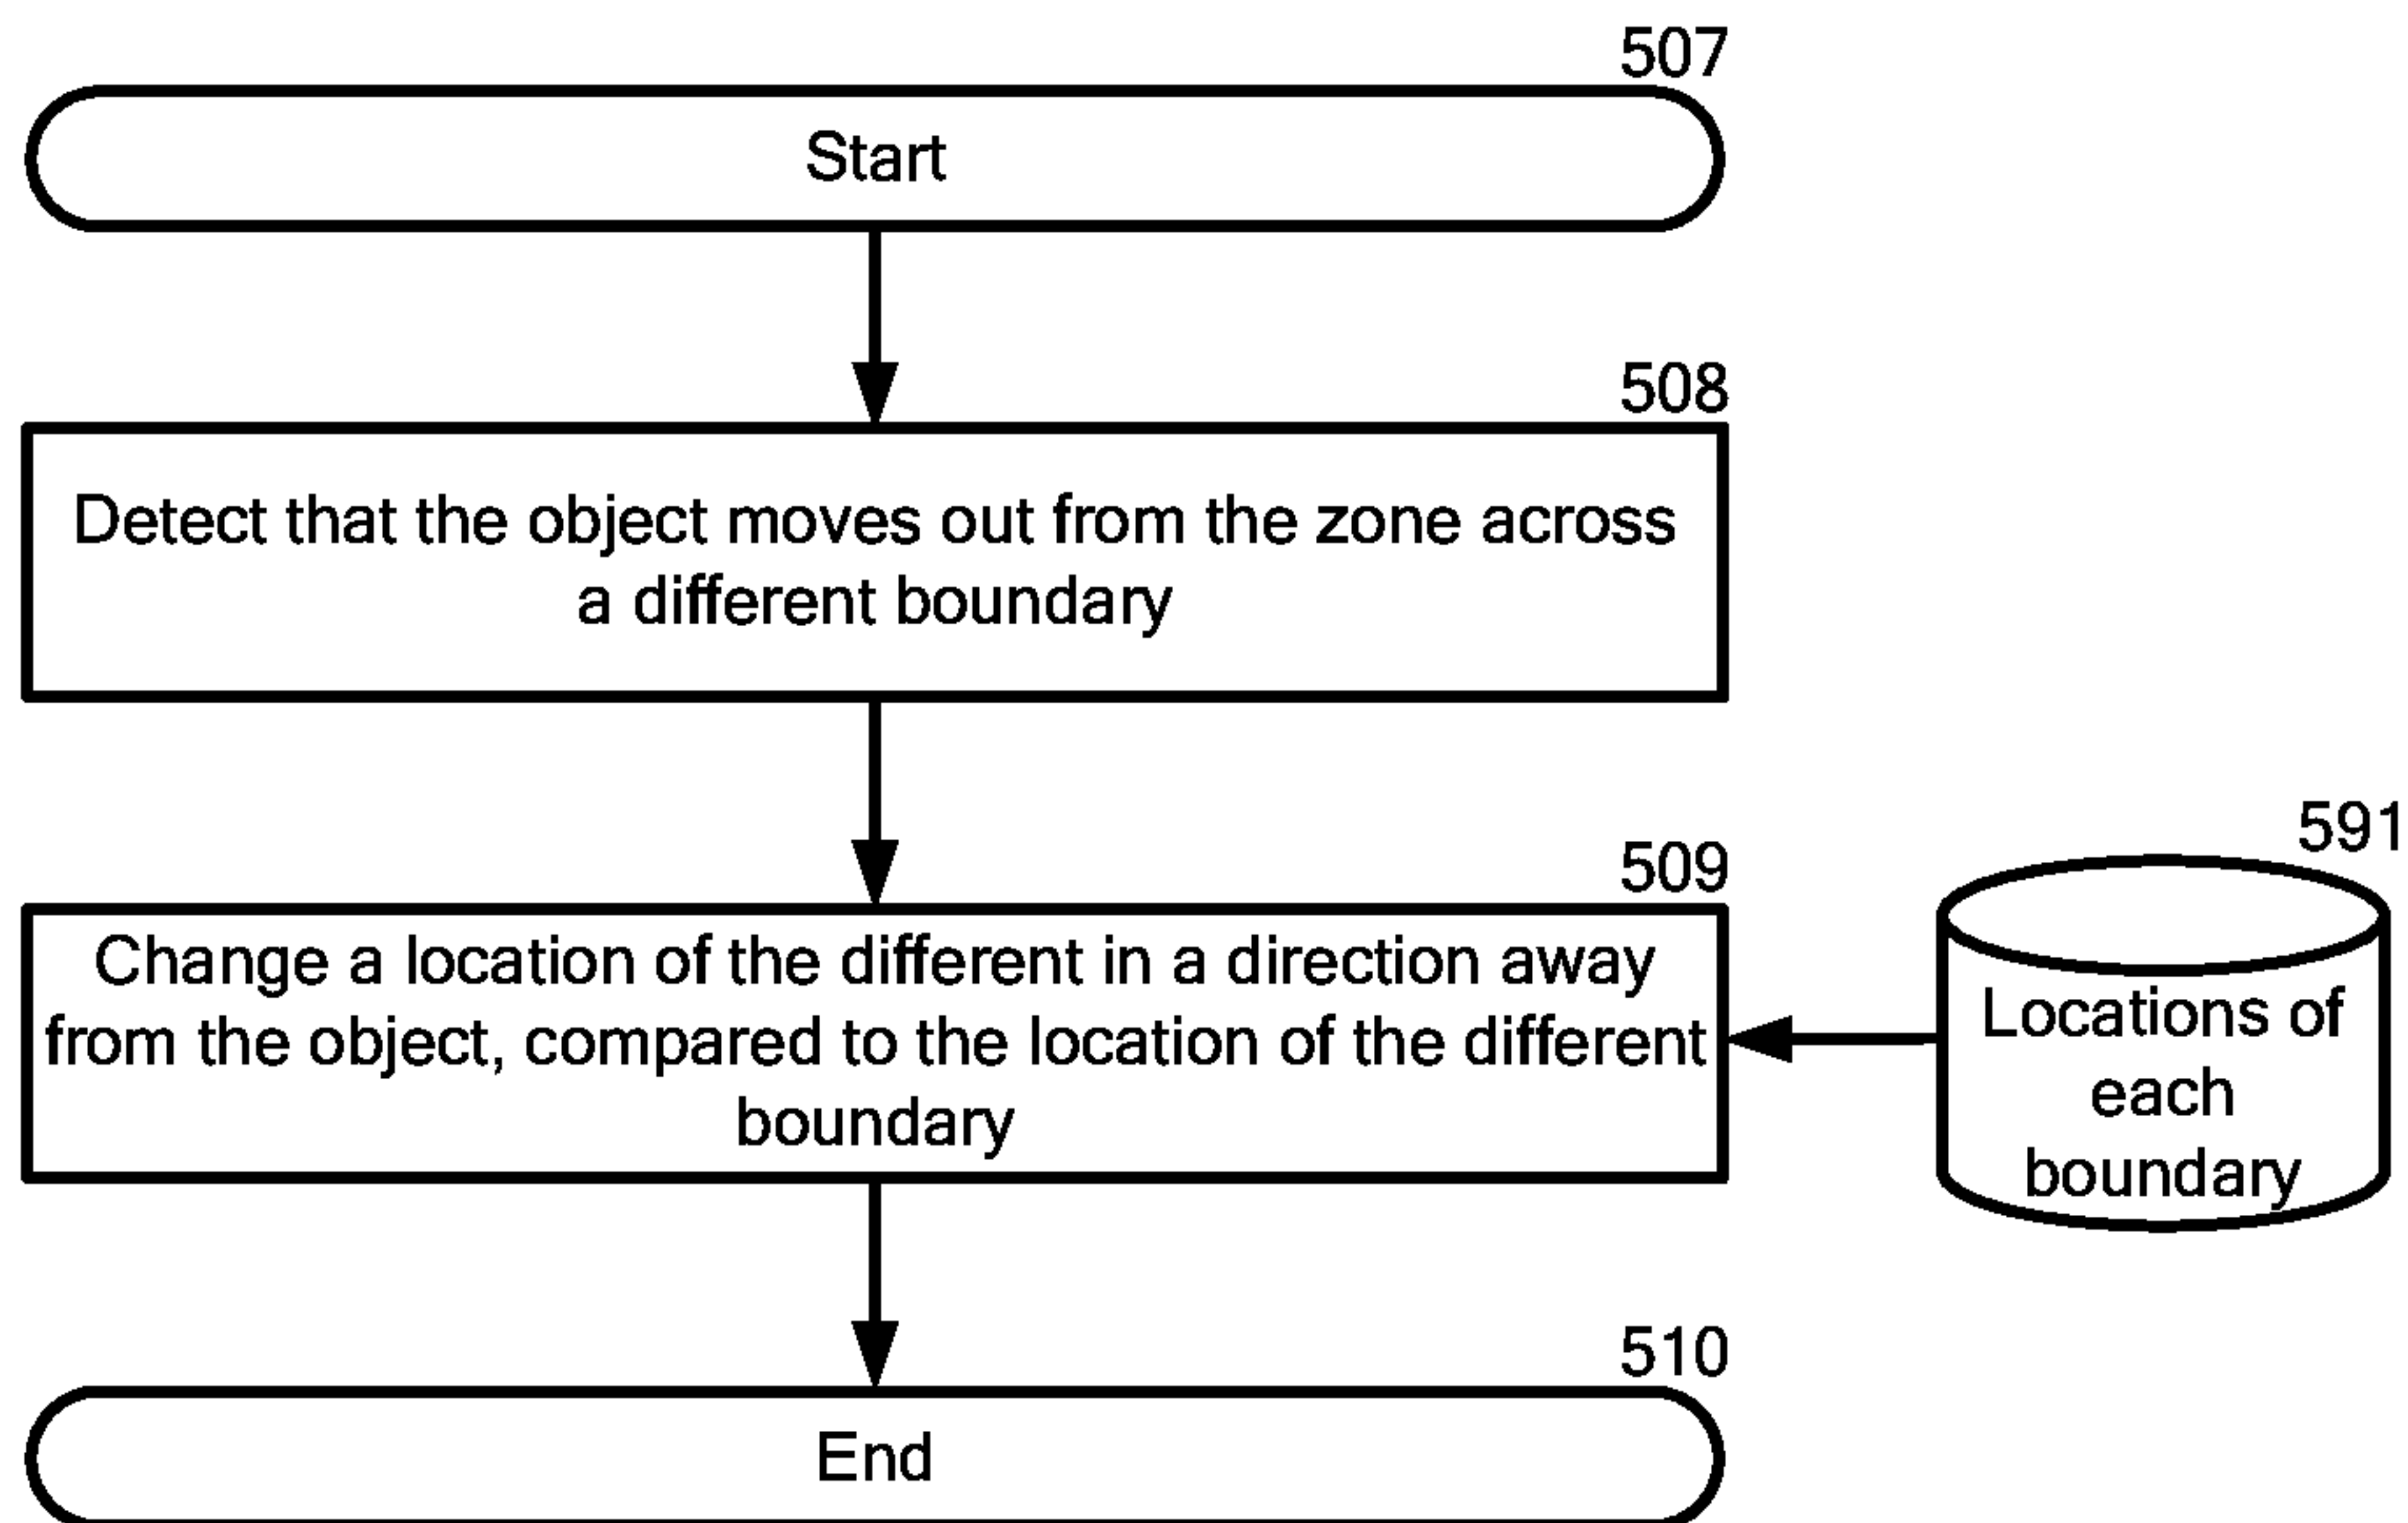 507
Start
508
Detect that the object moves out from the zone across
a different boundary
509
Change a location of the different in a direction away
from the object, compared to the location of the different
boundary
591
Locations of
each
boundary
510
End